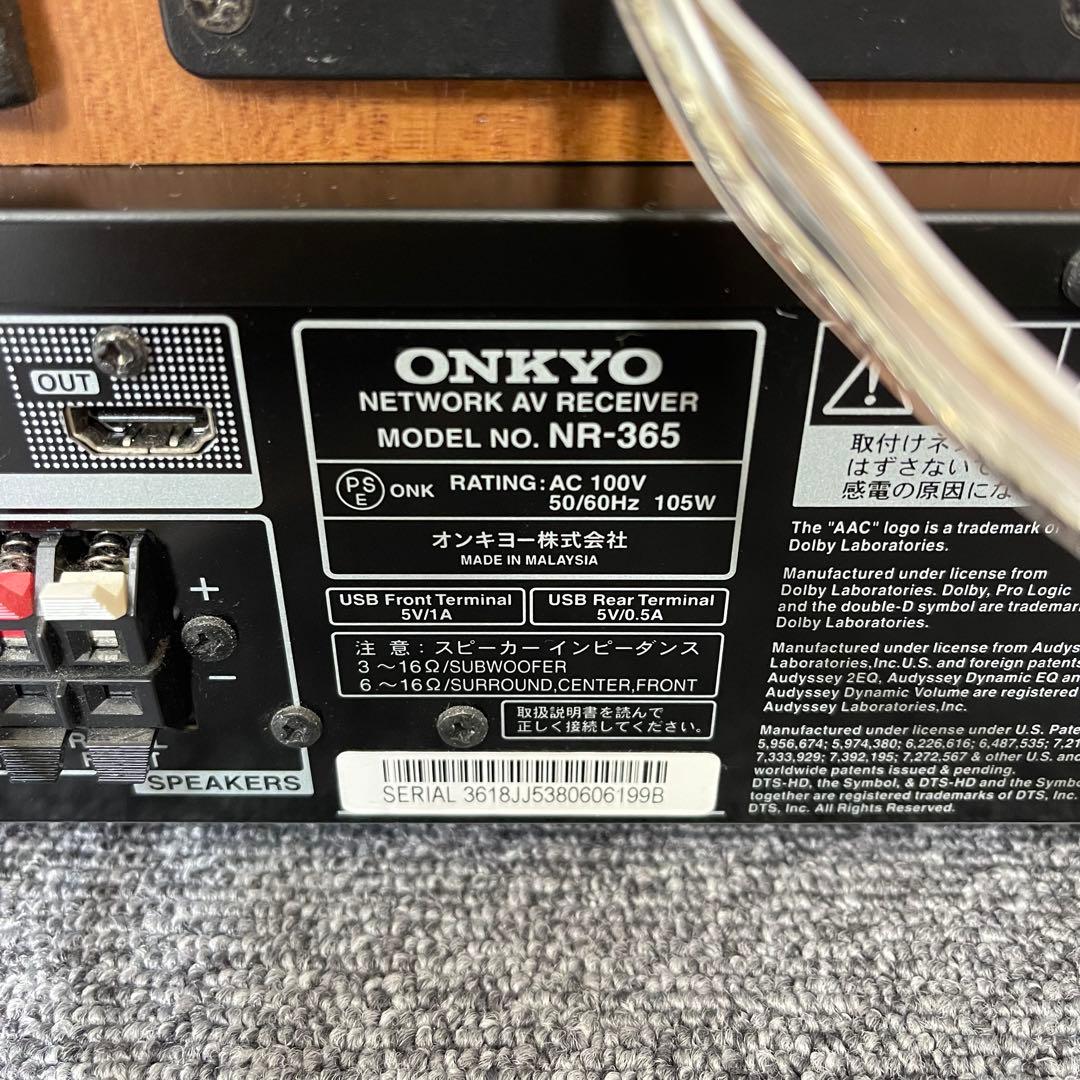 OUT
+
-
SPEAKERS
ONKYO
NETWORK AV RECEIVER
MODEL NO. NR-365
PS
E
ONK
RATING: AC 100V
50/60Hz 105W
オンキヨー株式会社
MADE IN MALAYSIA
USB Front Terminal
5V/1A
USB Rear Terminal
5V/0.5A
注 意 : スピーカー インピーダンス
3 ～16Ω/SUBWOOFER
6 ～16Ω/SURROUND,CENTER,FRONT
取扱説明書を読んで
正しく接続してください。
SERIAL 3618JJ5380606199B
取付けネ
はずさない
感電の原因にな
The "AAC" logo is a trademark of
Dolby Laboratories.
Manufactured under license from
Dolby Laboratories. Dolby, Pro Logic
and the double-D symbol are
Dolby Laboratories.
Manufactured under license from
Laboratories,Inc.U.S. and foreign patents
Audyssey 2EQ, Audyssey Dynamic EQ
Audyssey Dynamic Volume are registered
Audyssey Laboratories,Inc.
Manufactured under license under U.S.
5,956,674; 5,974,380; 6,226,616; 6,487,535;
7,333,929; 7,392,195; 7,272,567 & other U.S. and
worldwide patents issued & pending.
DTS-HD, the Symbol, & DTS-HD and the Symbol
together are registered trademarks of DTS, Inc.
DTS, Inc. All Rights Reserved.